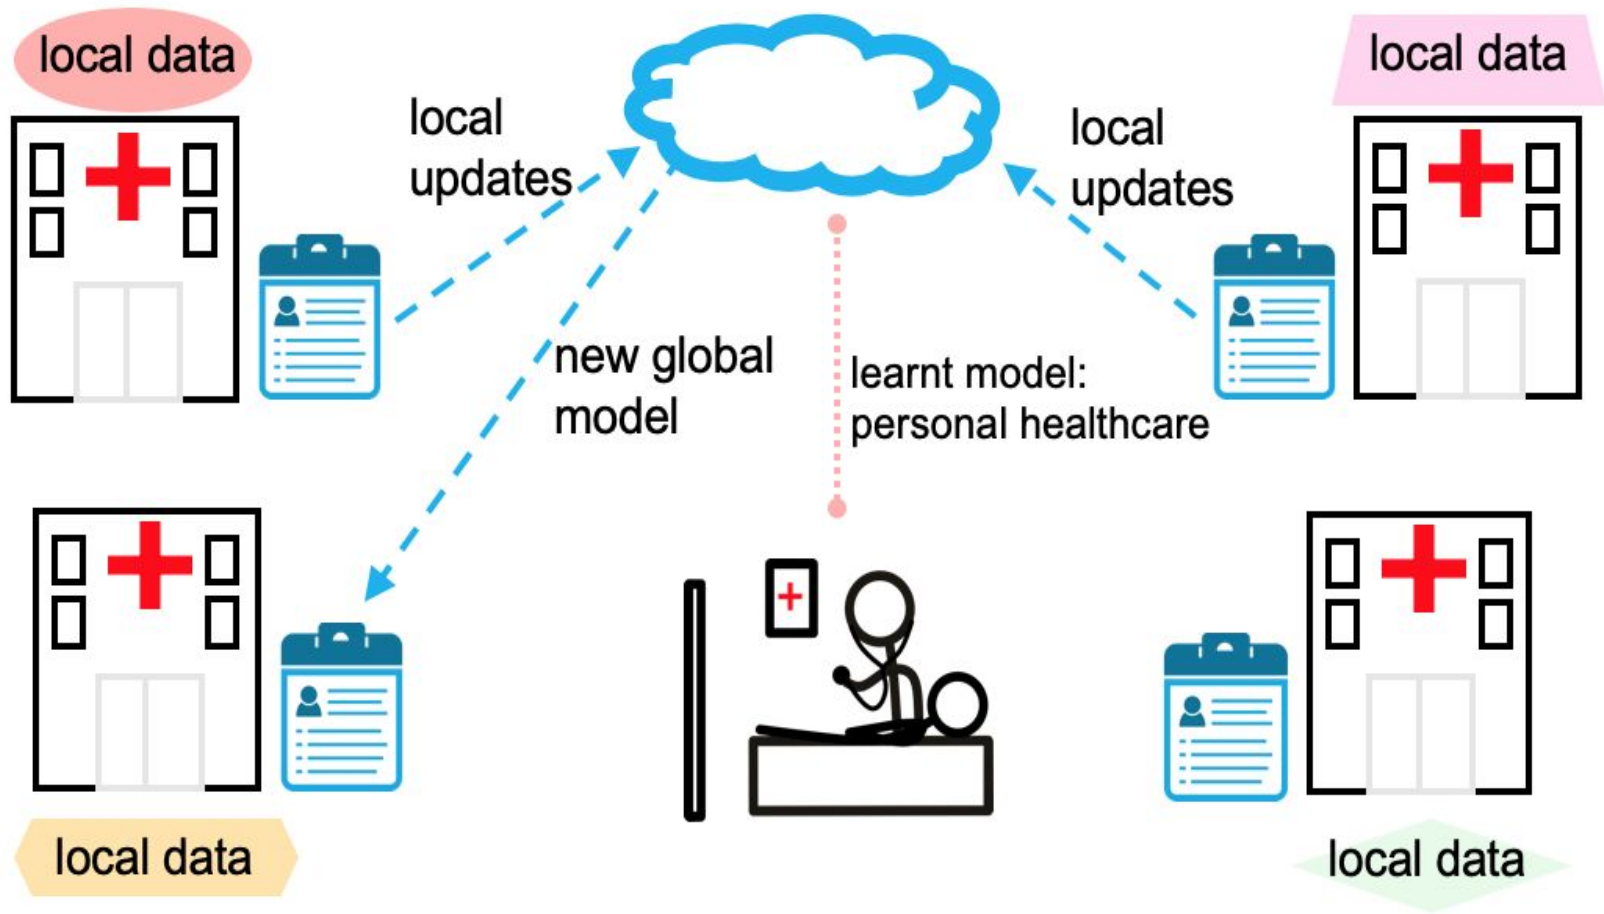 local data
local data
local
updates
local
updates
new global
model
learnt model:
personal healthcare
local data
local data